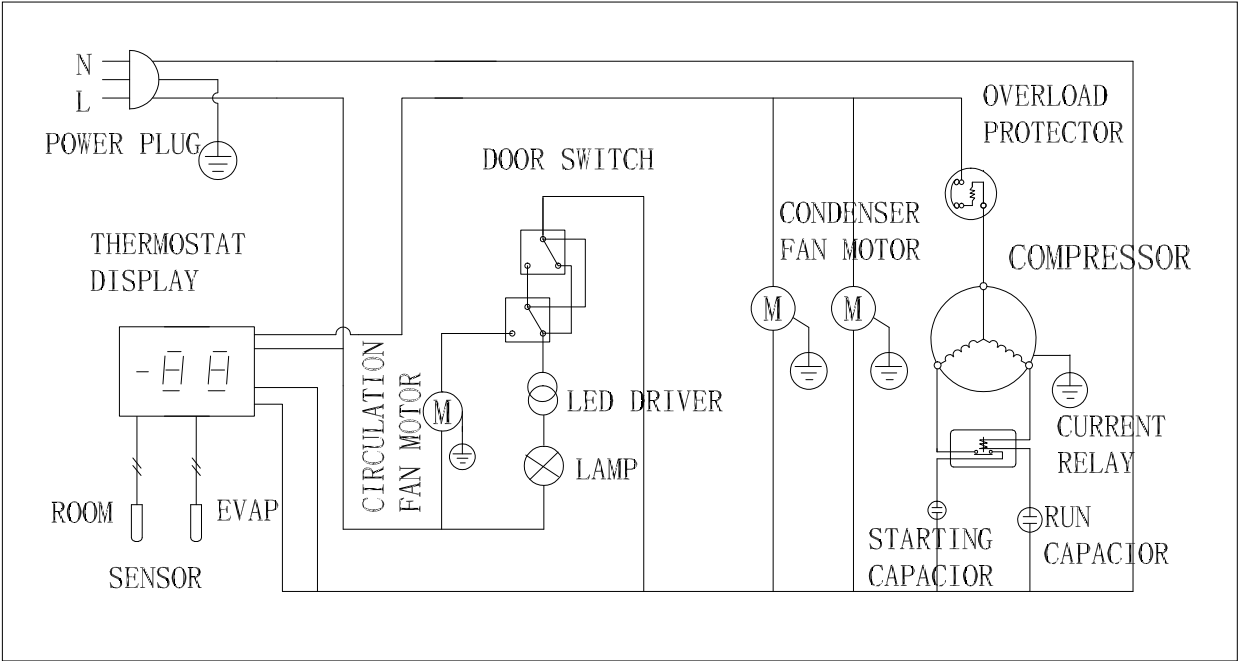 N
L
POWER PLUG
OVERLOAD
PROTECTOR
DOOR SWITCH
CONDENSER
FAN MOTOR
THERMOSTAT
DISPLAY
COMPRESSOR
M
M
-88
CIRCULATION
FAN MOTOR
M
LED DRIVER
LAMP
CURRENT
RELAY
ROOM
EVAP
SENSOR
STARTING
CAPACIOR
RUN
CAPACIOR